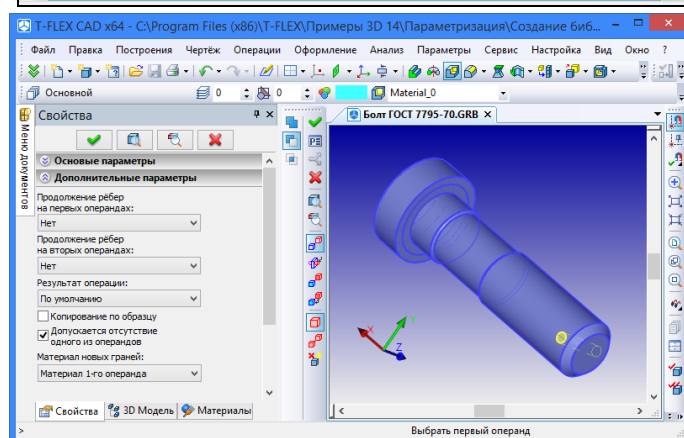 T-FLEX CAD x64 - C:\Program Files (x86)\T-FLEX\Примеры 3D 14\Параметризация\Создание биб...
Файл Правка Построения Чертёж Операции Оформление Анализ Параметры Сервис Настройка Вид Окно ?
Основной 0 0 Material_0
Меню документов
Свойства
Болт ГОСТ 7795-70.GRB
Основые параметры
Дополнительные параметры
Продолжение рёбер
на первых операндах:
Нет
Продолжение рёбер
на вторых операндах:
Нет
Результат операции:
По умолчанию
Копирование по образцу
Допускается отсутствие
одного из операндов
Материал новых граней:
Материал 1-го операнда
X
Y
Z
Свойства 3D Модель Материалы
> Выбрать первый операнд